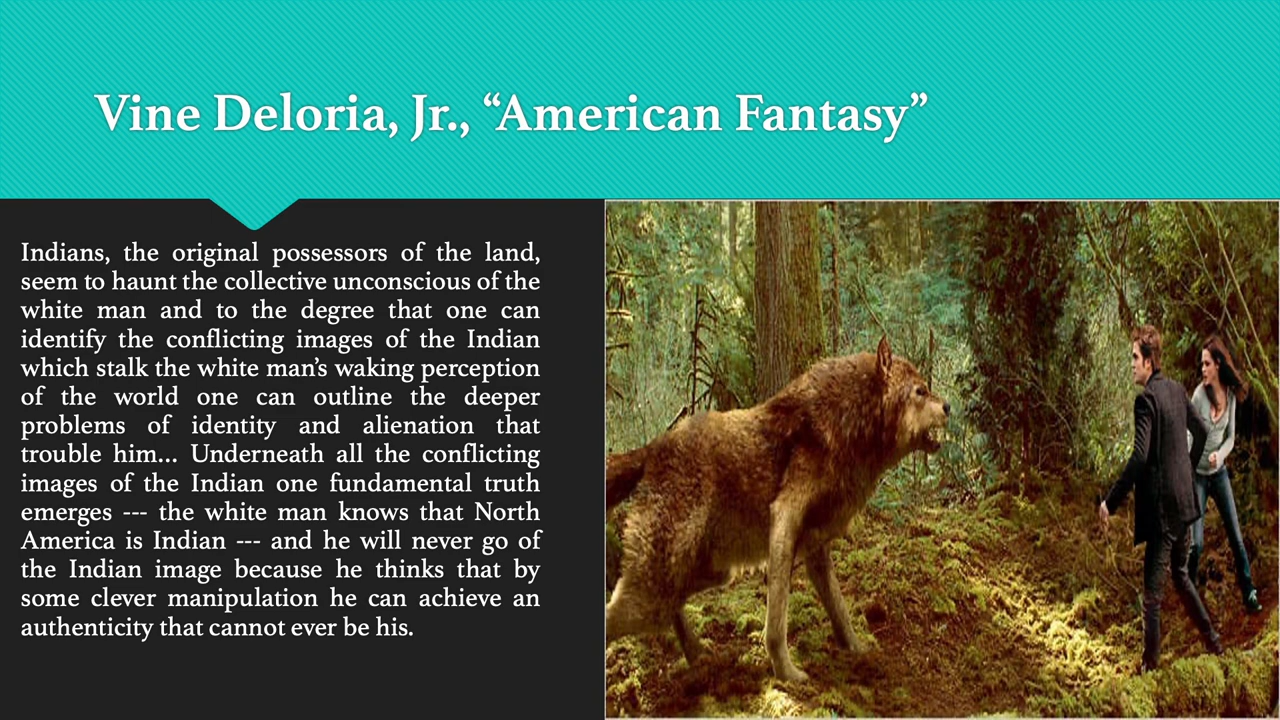 Vine Deloria, Jr., “American Fantasy”
Indians, the original possessors of the land,
seem to haunt the collective unconscious of the
white man and to the degree that one can
identify the conflicting images of the Indian
which stalk the white man’s waking perception
of the world one can outline the deeper
problems of identity and alienation that
trouble him... Underneath all the conflicting
images of the Indian one fundamental truth
emerges --- the white man knows that North
America is Indian --- and he will never go of
the Indian image because he thinks that by
some clever manipulation he can achieve an
authenticity that cannot ever be his.